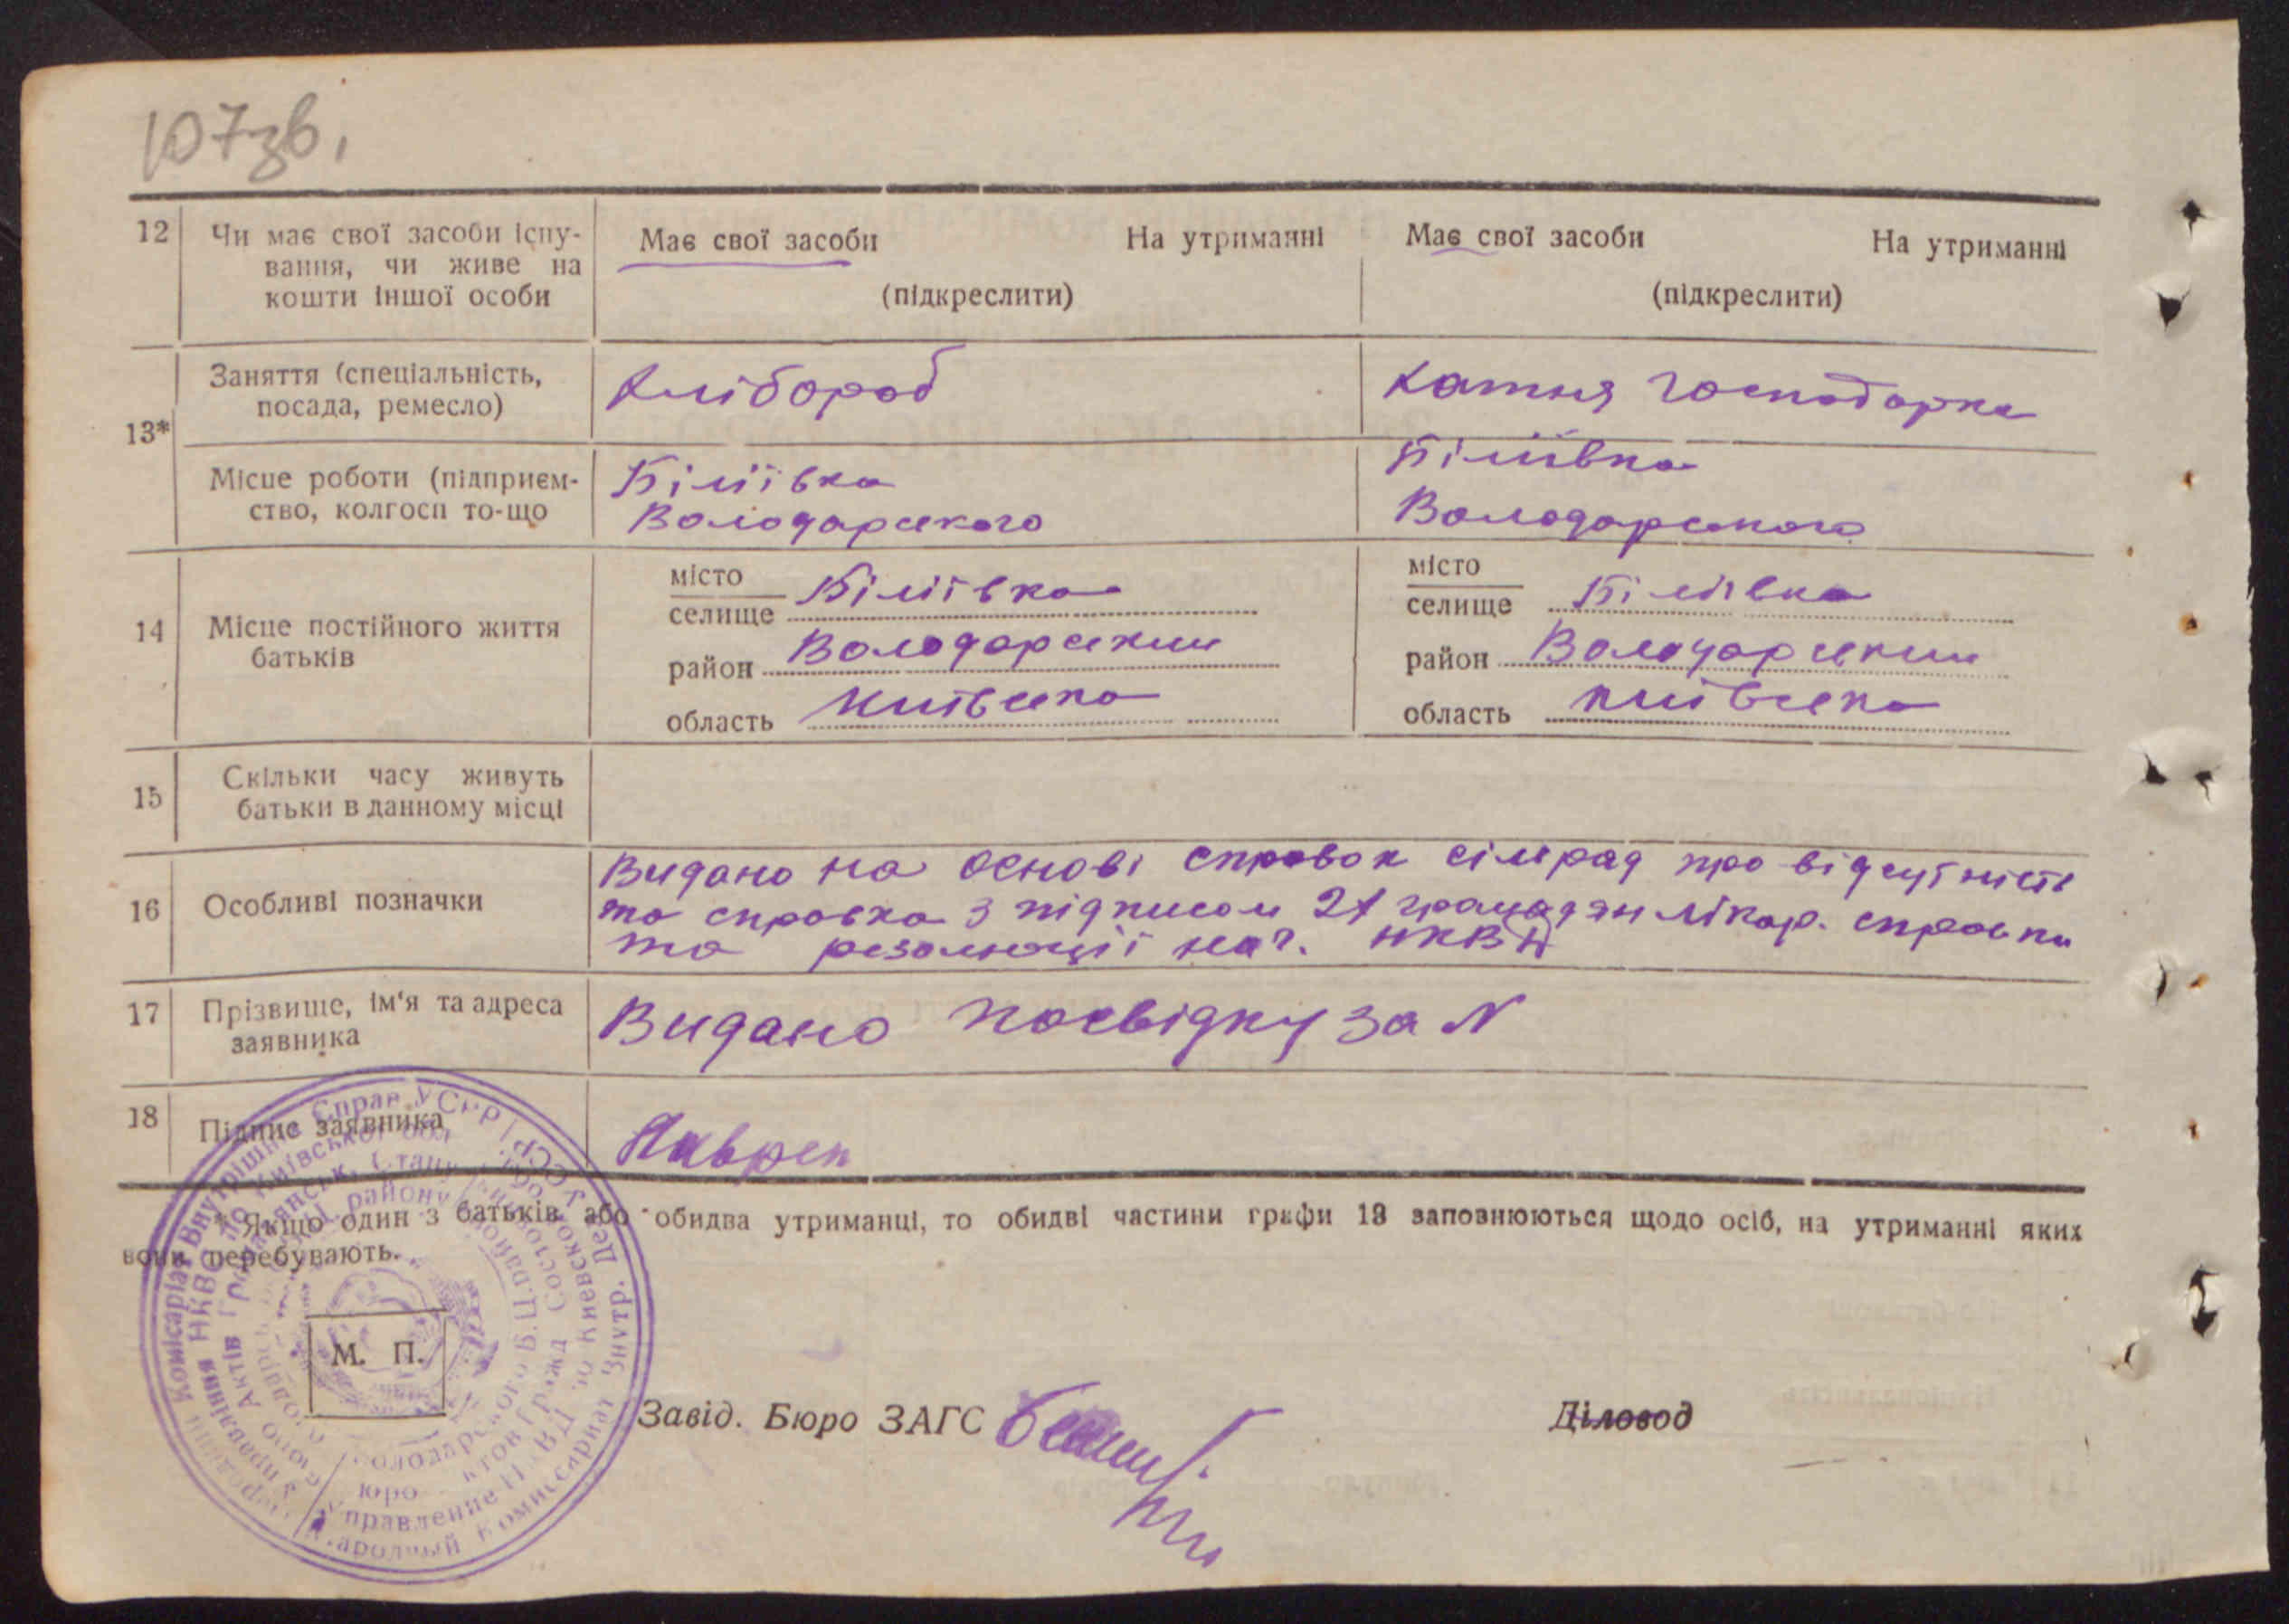 107зв.
12 Чи має свої засоби існу-
вання, чи живе на
кошти іншої особи
Має свої засоби На утриманні
(підкреслити)
Має свої засоби На утриманні
(підкреслити)
13*
Заняття (спеціальність,
посада, ремесло)
Хлібороб
Хатня господарка
Місце роботи (підприєм-
ство, колгосп то-що
Біліївка
Володарського
Біліївка
Володарського
14 Місце постійного життя
батьків
місто
селище Біліївка
район Володарський
область Київська
місто
селище Біліївка
район Володарський
область Київська
15 Скільки часу живуть
батьки в данному місці
16 Особливі позначки
Видано на основі справок сільрад про відсутність
та справка з підписом 21 громадян лікар. справки
та резолюції нач. НКВД
17 Прізвище, ім'я та адреса
заявника
Видано посвідку за N
18 Підпис заявника
* Якщо один з батьків або обидва утриманці, то обидві частини графи 13 заповнюються щодо осіб, на утриманні яких
вони перебувають.
М. П.
Завід. Бюро ЗАГС
Діловод